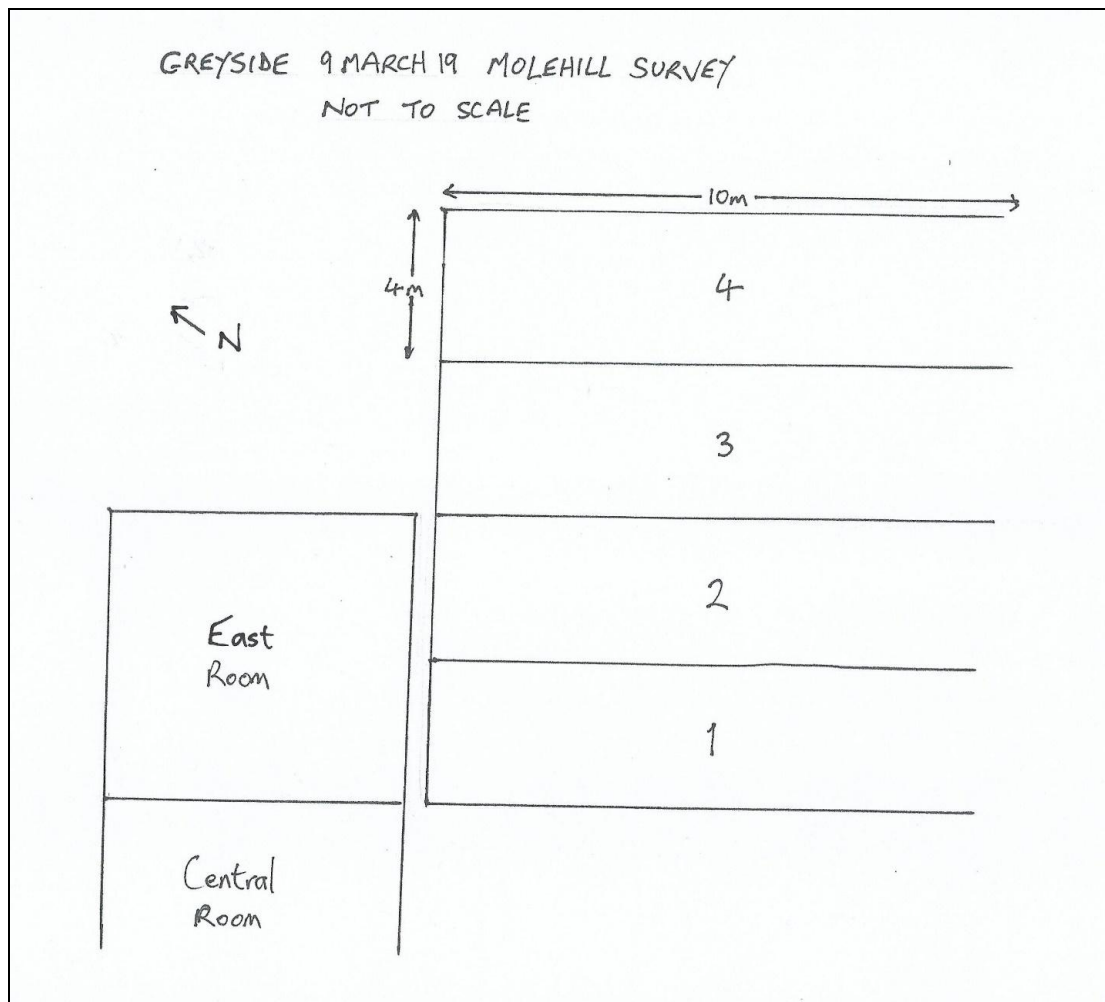 GREYSIDE 9 MARCH 19 MOLEHILL SURVEY
NOT TO SCALE
10m
4m
4
N
3
2
East
Room
1
Central
Room